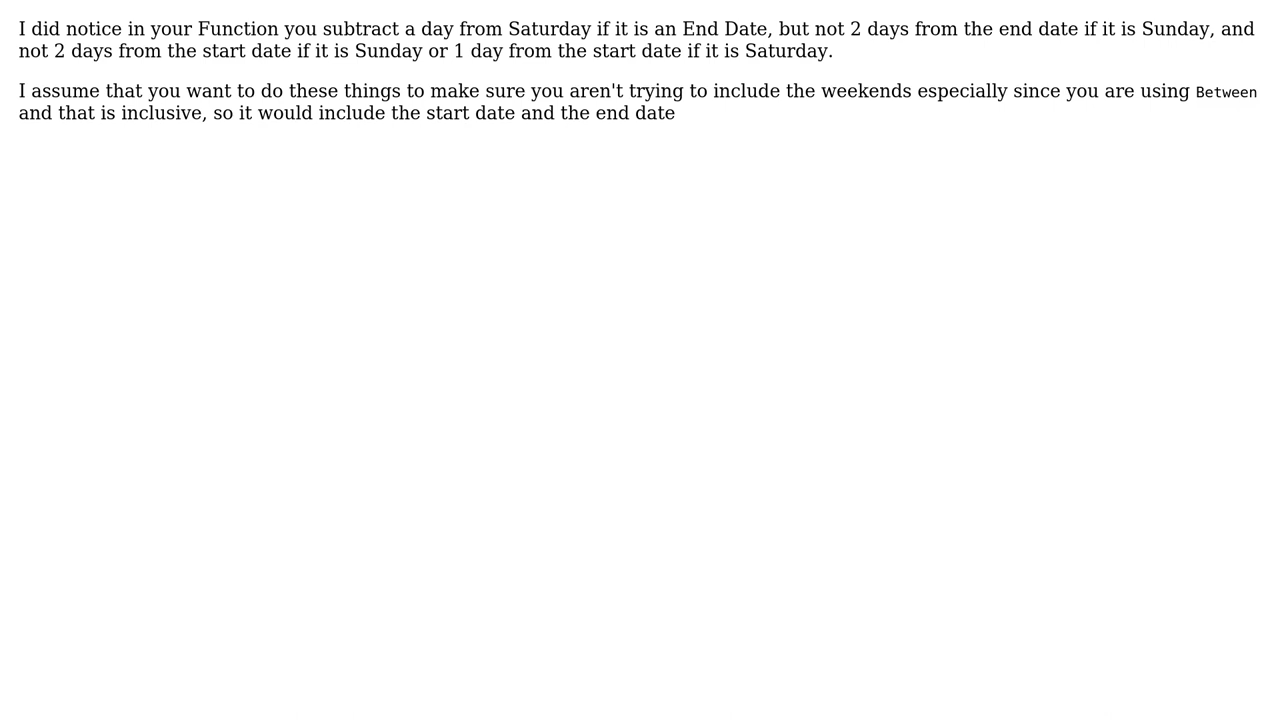 I did notice in your Function you subtract a day from Saturday if it is an End Date, but not 2 days from the end date if it is Sunday, and
not 2 days from the start date if it is Sunday or 1 day from the start date if it is Saturday.
I assume that you want to do these things to make sure you aren't trying to include the weekends especially since you are using Between
and that is inclusive, so it would include the start date and the end date